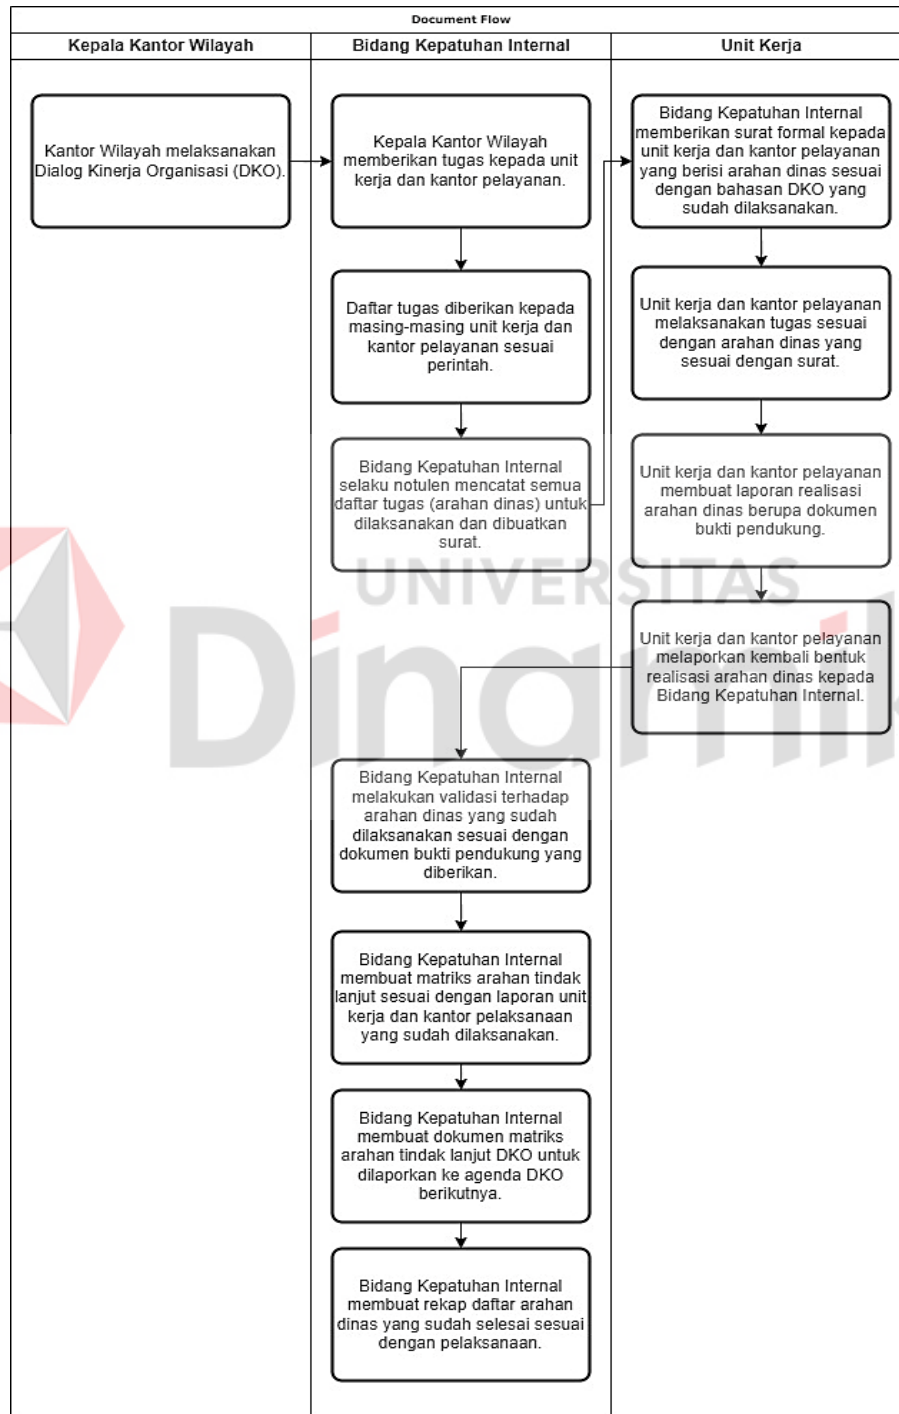 Document Flow
Kepala Kantor Wilayah
Bidang Kepatuhan Internal
Unit Kerja
Kantor Wilayah melaksanakan
Dialog Kinerja Organisasi (DKO).
Kepala Kantor Wilayah
memberikan tugas kepada unit
kerja dan kantor pelayanan.
Daftar tugas diberikan kepada
masing-masing unit kerja dan
kantor pelayanan sesuai
perintah.
Bidang Kepatuhan Internal
selaku notulen mencatat semua
daftar tugas (arahan dinas) untuk
dilaksanakan dan dibuatkan
surat.
Bidang Kepatuhan Internal
memberikan surat formal kepada
unit kerja dan kantor pelayanan
yang berisi arahan dinas sesuai
dengan bahasan DKO yang
sudah dilaksanakan.
Unit kerja dan kantor pelayanan
melaksanakan tugas sesuai
dengan arahan dinas yang
sesuai dengan surat.
Unit kerja dan kantor pelayanan
membuat laporan realisasi
arahan dinas berupa dokumen
bukti pendukung.
Unit kerja dan kantor pelayanan
melaporkan kembali bentuk
realisasi arahan dinas kepada
Bidang Kepatuhan Internal.
Bidang Kepatuhan Internal
melakukan validasi terhadap
arahan dinas yang sudah
dilaksanakan sesuai dengan
dokumen bukti pendukung yang
diberikan.
Bidang Kepatuhan Internal
membuat matriks arahan tindak
lanjut sesuai dengan laporan unit
kerja dan kantor pelaksanaan
yang sudah dilaksanakan.
Bidang Kepatuhan Internal
membuat dokumen matriks
arahan tindak lanjut DKO untuk
dilaporkan ke agenda DKO
berikutnya.
Bidang Kepatuhan Internal
membuat rekap daftar arahan
dinas yang sudah selesai sesuai
dengan pelaksanaan.
UNIVERSITAS
Dinamik